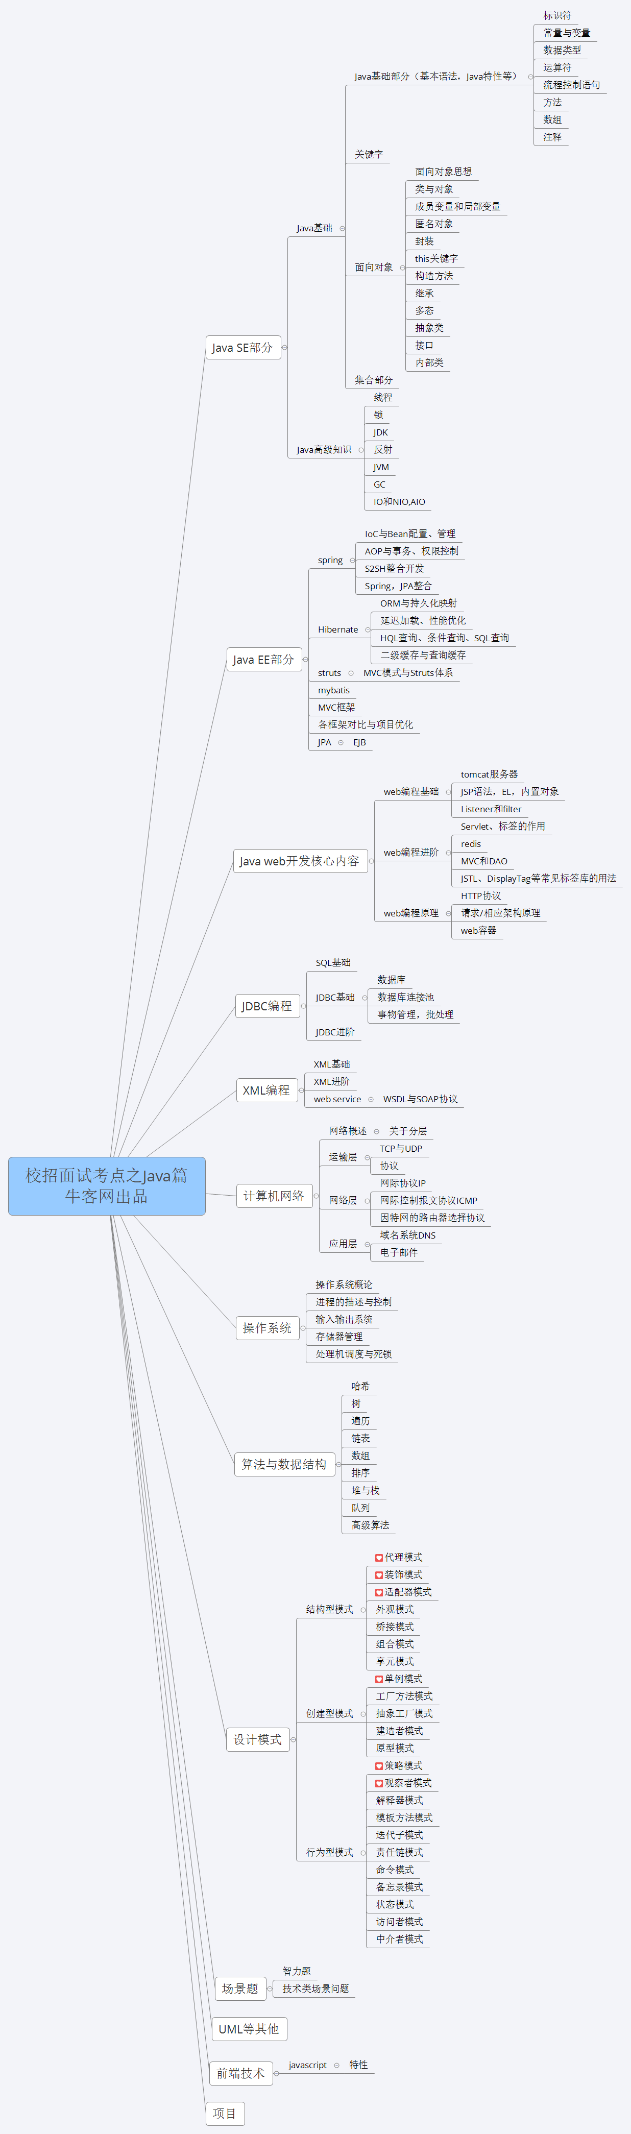 校招面试考点之Java篇
牛客网出品
Java SE部分
Java基础
Java基础部分（基本语法，Java特性等）
标识符
常量与变量
数据类型
运算符
流程控制语句
方法
数组
注释
关键字
面向对象
面向对象思想
类与对象
成员变量和局部变量
匿名对象
封装
this关键字
构造方法
继承
多态
抽象类
接口
内部类
集合部分
Java高级知识
线程
锁
JDK
反射
JVM
GC
IO和NIO,AIO
Java EE部分
spring
IoC与Bean配置、管理
AOP与事务、权限控制
S2SH整合开发
Spring，JPA整合
Hibernate
ORM与持久化映射
延迟加载、性能优化
HQL查询、条件查询、SQL查询
二级缓存与查询缓存
struts
MVC模式与Struts体系
mybatis
MVC框架
各框架对比与项目优化
JPA
EJB
Java web开发核心内容
web编程基础
tomcat服务器
JSP语法，EL，内置对象
Listener和filter
web编程进阶
Servlet、标签的作用
redis
MVC和DAO
JSTL、DisplayTag等常见标签库的用法
web编程原理
HTTP协议
请求/相应架构原理
web容器
JDBC编程
SQL基础
JDBC基础
数据库
数据库连接池
事物管理，批处理
JDBC进阶
XML编程
XML基础
XML进阶
web service
WSDL与SOAP协议
计算机网络
网络概述
关于分层
运输层
TCP与UDP
协议
网络层
网际协议IP
网际控制报文协议ICMP
因特网的路由器选择协议
应用层
域名系统DNS
电子邮件
操作系统
操作系统概论
进程的描述与控制
输入输出系统
存储器管理
处理机调度与死锁
算法与数据结构
哈希
树
遍历
链表
数组
排序
堆与栈
队列
高级算法
设计模式
结构型模式
代理模式
装饰模式
适配器模式
外观模式
桥接模式
组合模式
享元模式
创建型模式
单例模式
工厂方法模式
抽象工厂模式
建造者模式
原型模式
行为型模式
策略模式
观察者模式
解释器模式
模板方法模式
迭代子模式
责任链模式
命令模式
备忘录模式
状态模式
访问者模式
中介者模式
场景题
智力题
技术类场景问题
UML等其他
前端技术
javascript
特性
项目